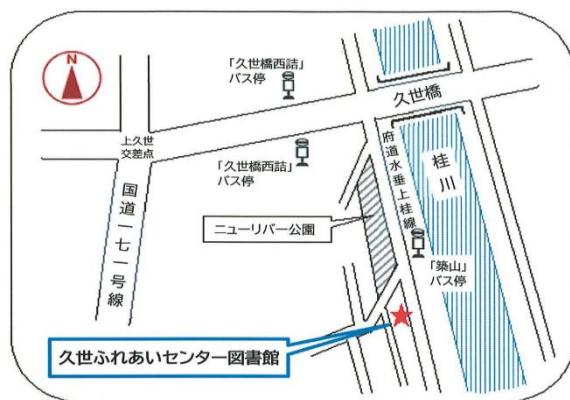 N
「久世橋西詰」
バス停
久世橋
上久世
交差点
「久世橋西詰」
バス停
府道水垂上桂線
桂川
国道一七一号線
ニューリバー公園
「築山」
バス停
久世ふれあいセンター図書館